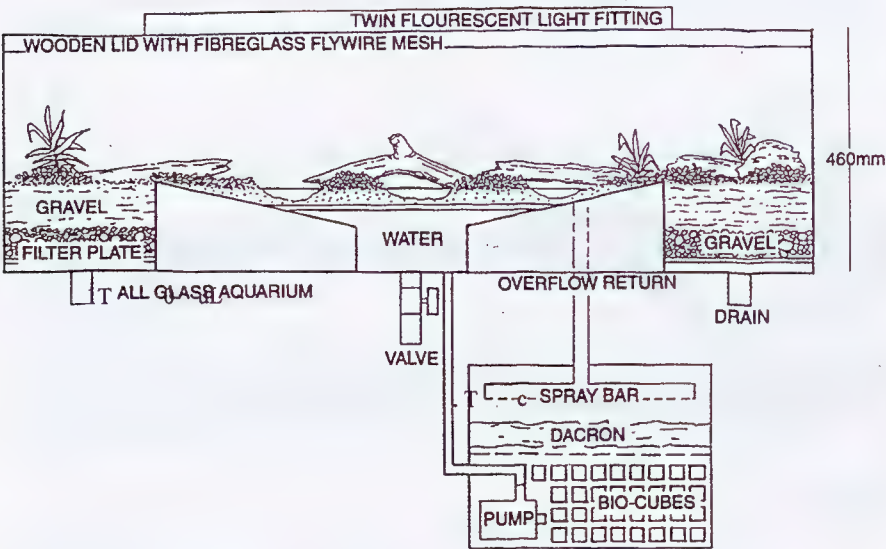 TWIN FLOURESCENT LIGHT FITTING
WOODEN LID WITH FIBREGLASS FLYWIRE MESH
460mm
GRAVEL
WATER
GRAVEL
FILTER PLATE
ALL GLASS AQUARIUM
OVERFLOW RETURN
DRAIN
VALVE
SPRAY BAR
DACRON
BIO-CUBES
PUMP